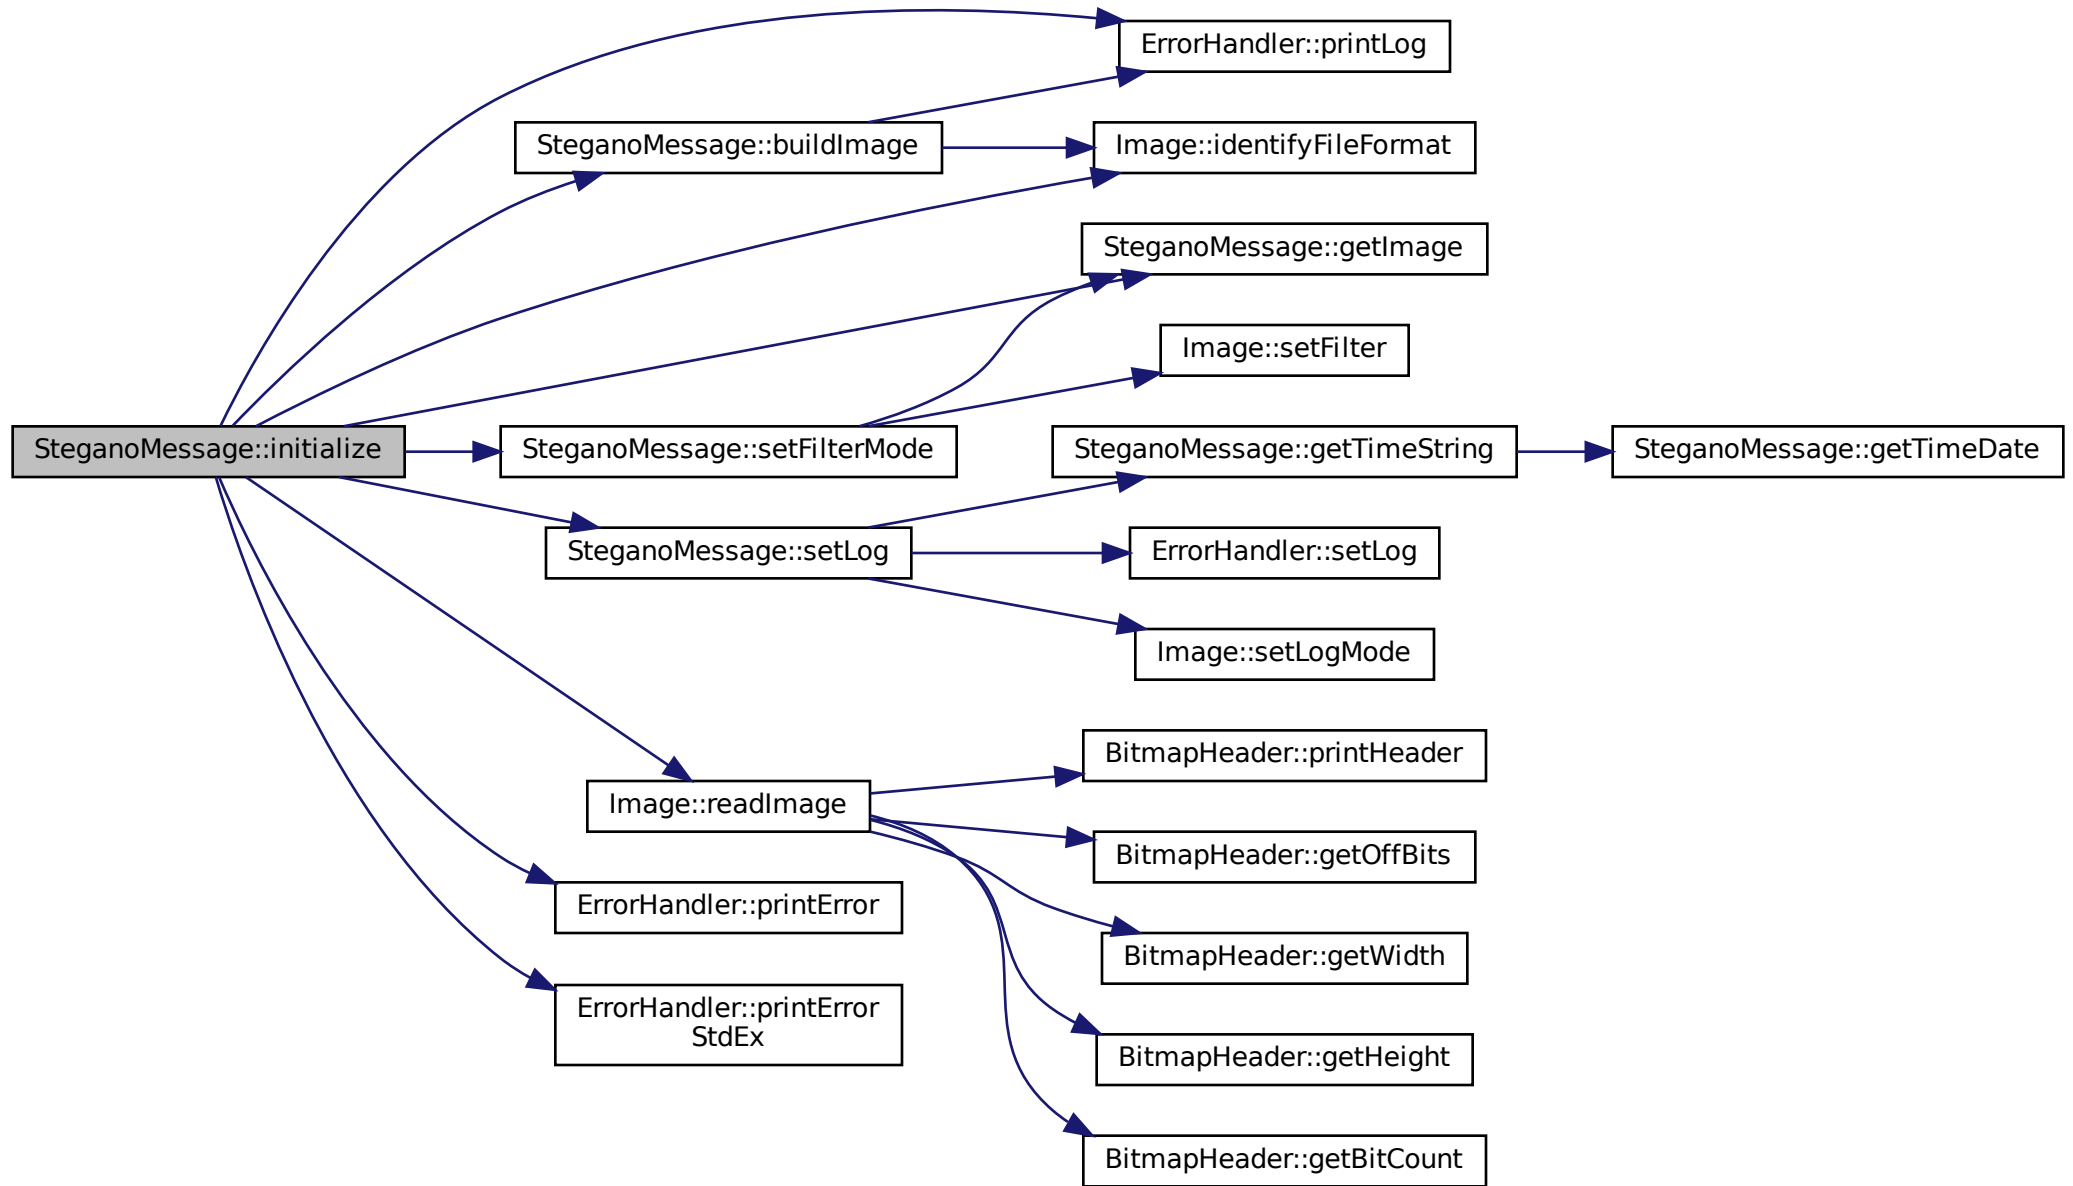 ErrorHandler::printLog
SteganoMessage::buildImage
Image::identifyFileFormat
SteganoMessage::getImage
Image::setFilter
SteganoMessage::initialize
SteganoMessage::setFilterMode
SteganoMessage::getTimeString
SteganoMessage::getTimeDate
SteganoMessage::setLog
ErrorHandler::setLog
Image::setLogMode
BitmapHeader::printHeader
Image::readImage
BitmapHeader::getOffBits
ErrorHandler::printError
BitmapHeader::getWidth
ErrorHandler::printError
StdEx
BitmapHeader::getHeight
BitmapHeader::getBitCount